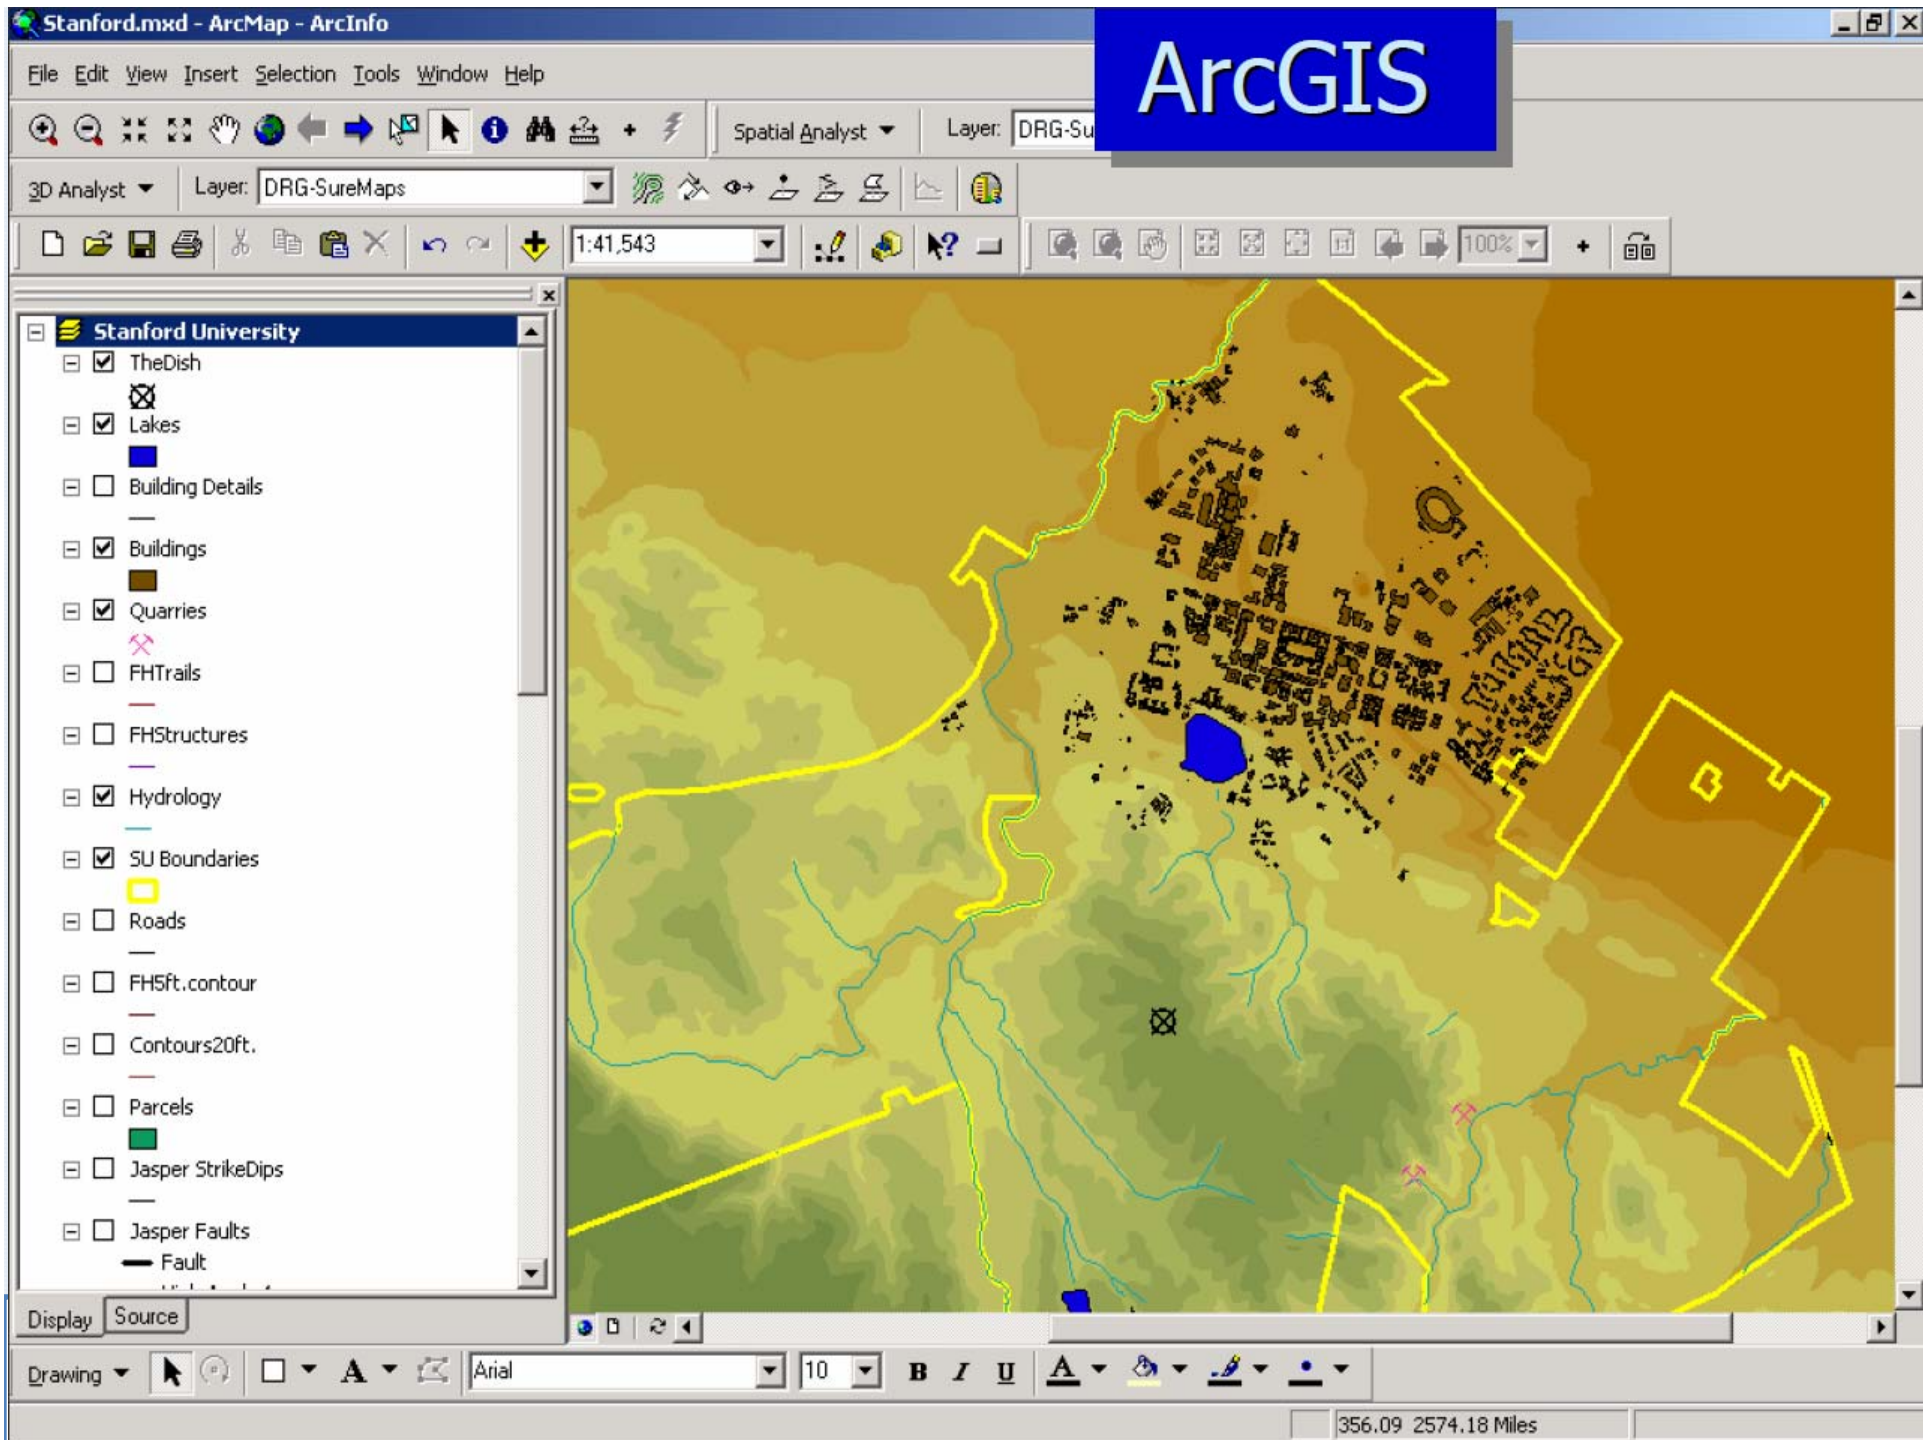 Stanford.mxd - ArcMap - ArcInfo
ArcGIS
File Edit View Insert Selection Tools Window Help
Spatial Analyst
Layer: DRG-Su
3D Analyst
Layer: DRG-SureMaps
1:41,543
100%
Stanford University
TheDish
Lakes
Building Details
Buildings
Quarries
FHTrails
FHStructures
Hydrology
SU Boundaries
Roads
FH5ft.contour
Contours20ft.
Parcels
Jasper StrikeDips
Jasper Faults
Fault
Display Source
Drawing A Arial 10 B I U A
356.09 2574.18 Miles